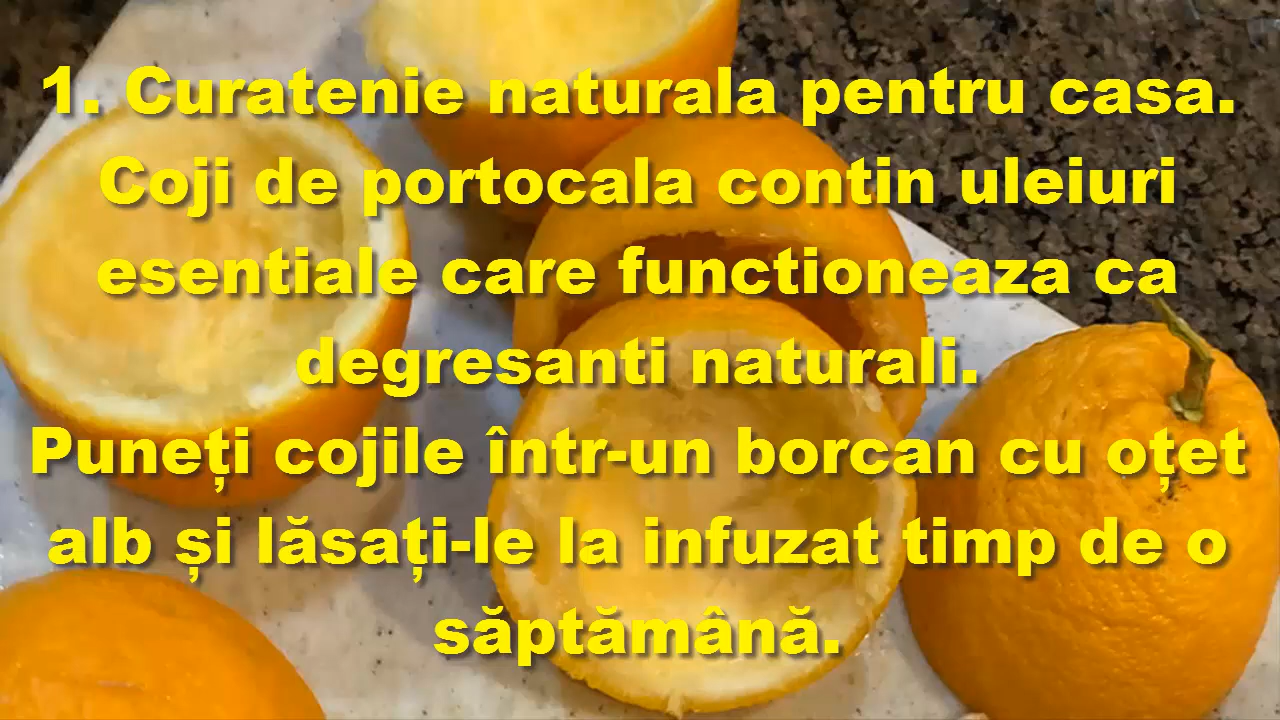 1. Curatenie naturala pentru casa.
Coji de portocala contin uleiuri
esentiale care functioneaza ca
degresanti naturali.
Puneți cojile într-un borcan cu oțet
alb și lăsați-le la infuzat timp de o
săptămână.